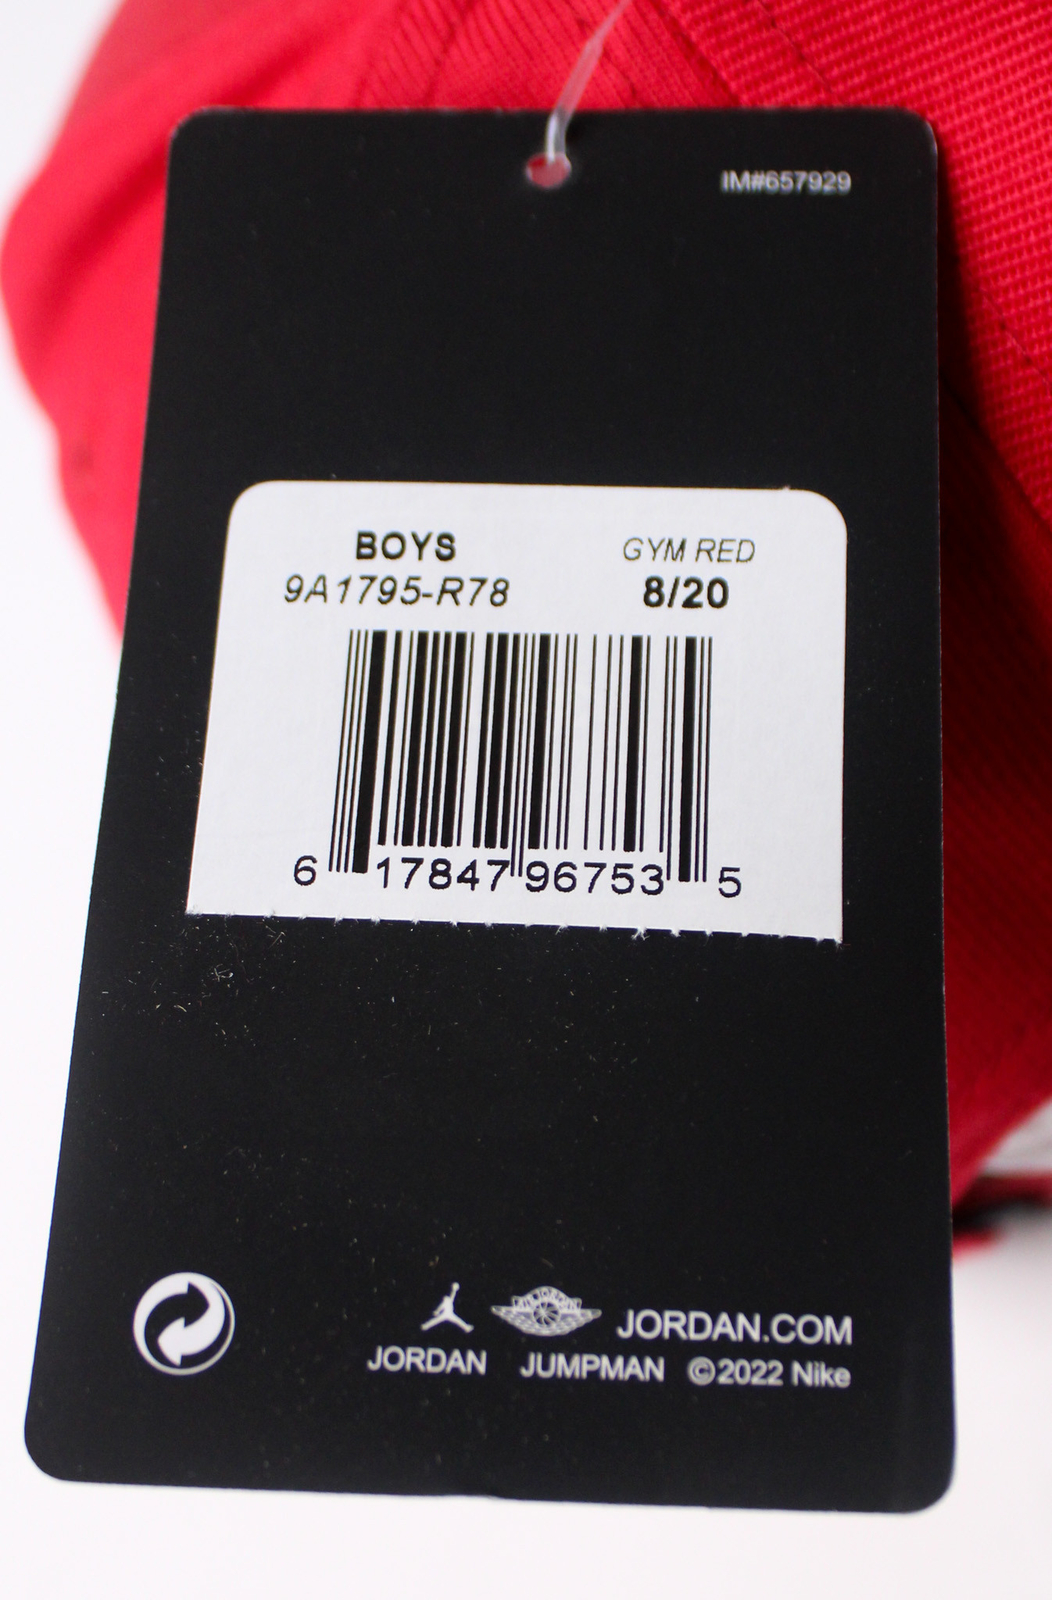 IM#657929
BOYS GYM RED
9A1795-R78 8/20
6 17847 96753 5
JORDAN.COM
JORDAN JUMPMAN ©2022 Nike